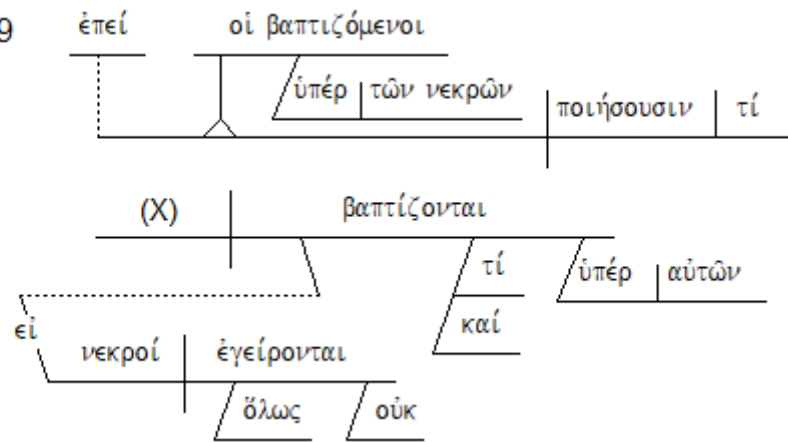 9 ἐπεί οἱ βαπτιζόμενοι
ὑπέρ τῶν νεκρῶν
ποιήσουσιν τί
(X) βαπτίζονται
τί ὑπέρ αὐτῶν
καί
εἰ
νεκροί ἐγείρονται
ὅλως οὐκ